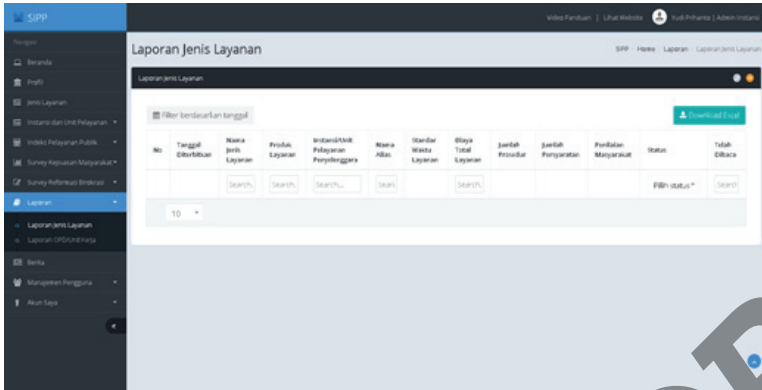 SIPP
Video Panduan | Lihat Website
Yudi Prihanto | Admin Instansi
Navigasi
Beranda
Profil
Jenis Layanan
Instansi dan Unit Pelayanan
Indeks Pelayanan Publik
Survey Kepuasan Masyarakat
Survey Reformasi Birokrasi
Laporan
Laporan Jenis Layanan
Laporan OPD/Unit Kerja
Berita
Manajemen Pengguna
Akun Saya
Laporan Jenis Layanan
SIPP Home Laporan Laporan Jenis Layanan
Laporan Jenis Layanan
Filter berdasarkan tanggal
Download Excel
No
Tanggal Diterbitkan
Nama Jenis Layanan
Produk Layanan
Instansi/Unit Pelayanan Penyelenggara
Nama Alias
Standar Waktu Layanan
Biaya Total Layanan
Jumlah Prosedur
Jumlah Persyaratan
Penilaian Masyarakat
Status
Telah Dibaca
Search. Search. Search... Searc Search. Pilih status Search
10